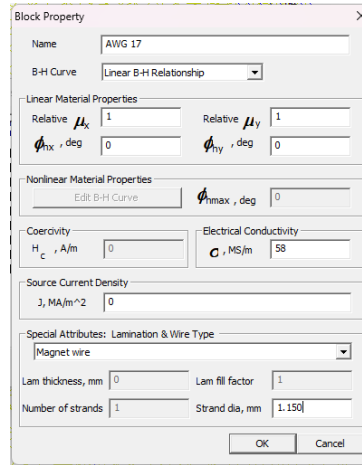 Block Property
Name AWG 17
B-H Curve Linear B-H Relationship
Linear Material Properties
Relative μx 1 Relative μy 1
ϕhx , deg 0 ϕhy , deg 0
Nonlinear Material Properties
Edit B-H Curve ϕhmax , deg 0
Coercivity Electrical Conductivity
H c , A/m 0 σ , MS/m 58
Source Current Density
J, MA/m^2 0
Special Attributes: Lamination & Wire Type
Magnet wire
Lam thickness, mm 0 Lam fill factor 1
Number of strands 1 Strand dia, mm 1.150
OK Cancel